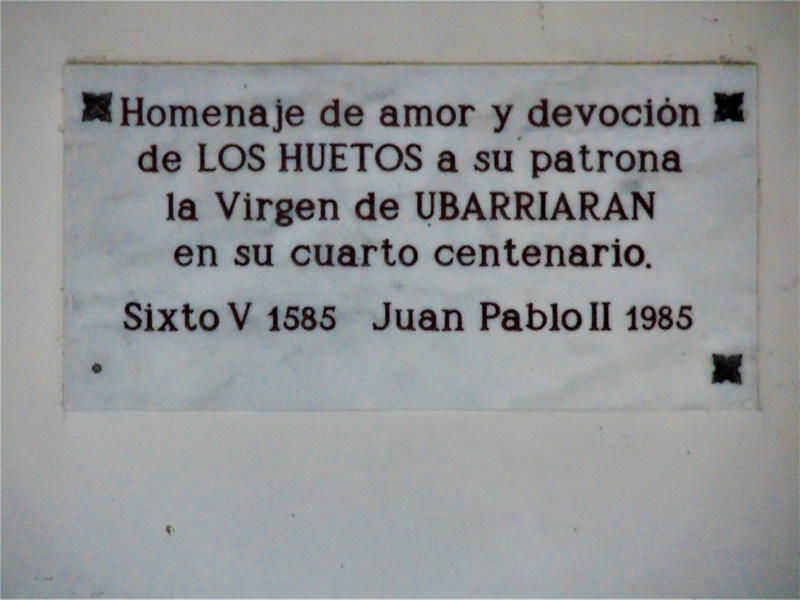 Homenaje de amor y devoción
de LOS HUETOS a su patrona
la Virgen de UBARRIARAN
en su cuarto centenario.
Sixto V 1585 Juan Pablo II 1985